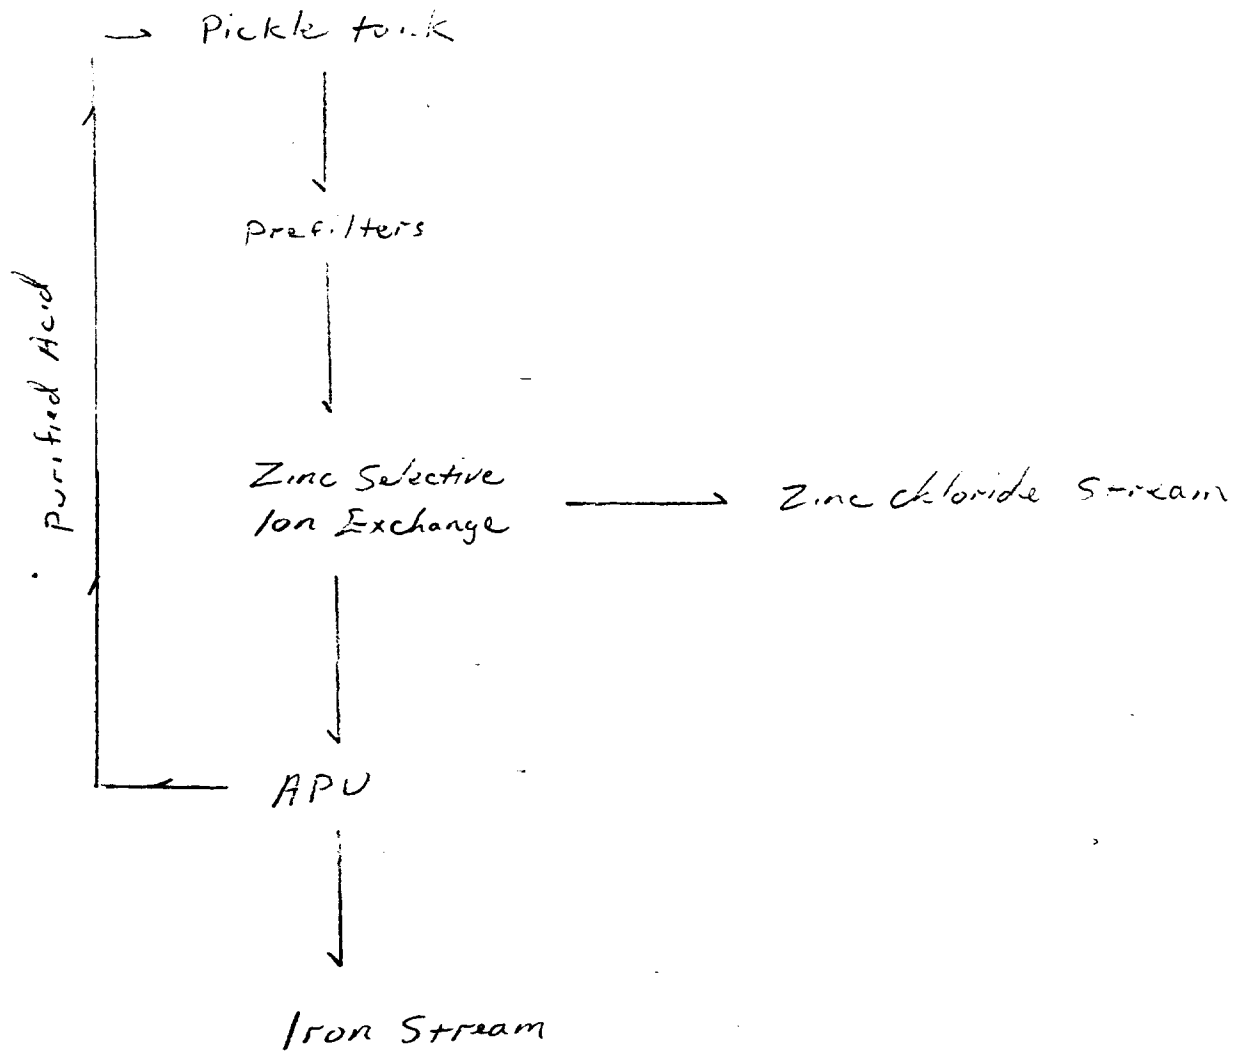 Pickle tank
prefilters
Purified Acid
Zinc Selective
Ion Exchange
Zinc chloride Stream
APU
Iron Stream